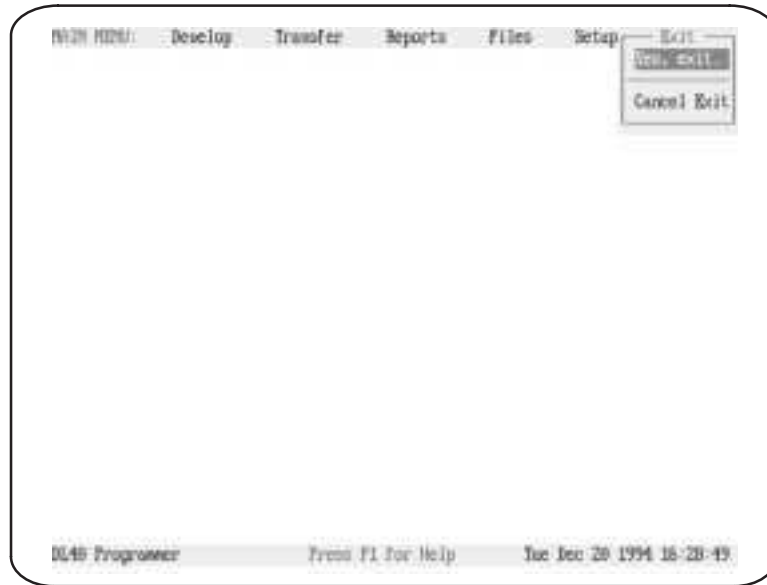 MAIN MENU: Develop Transfer Reports Files Setup Exit
Yes, exit.
Cancel Exit
DL40 Programmer Press F1 for Help Tue Dec 20 1994 16:28:49